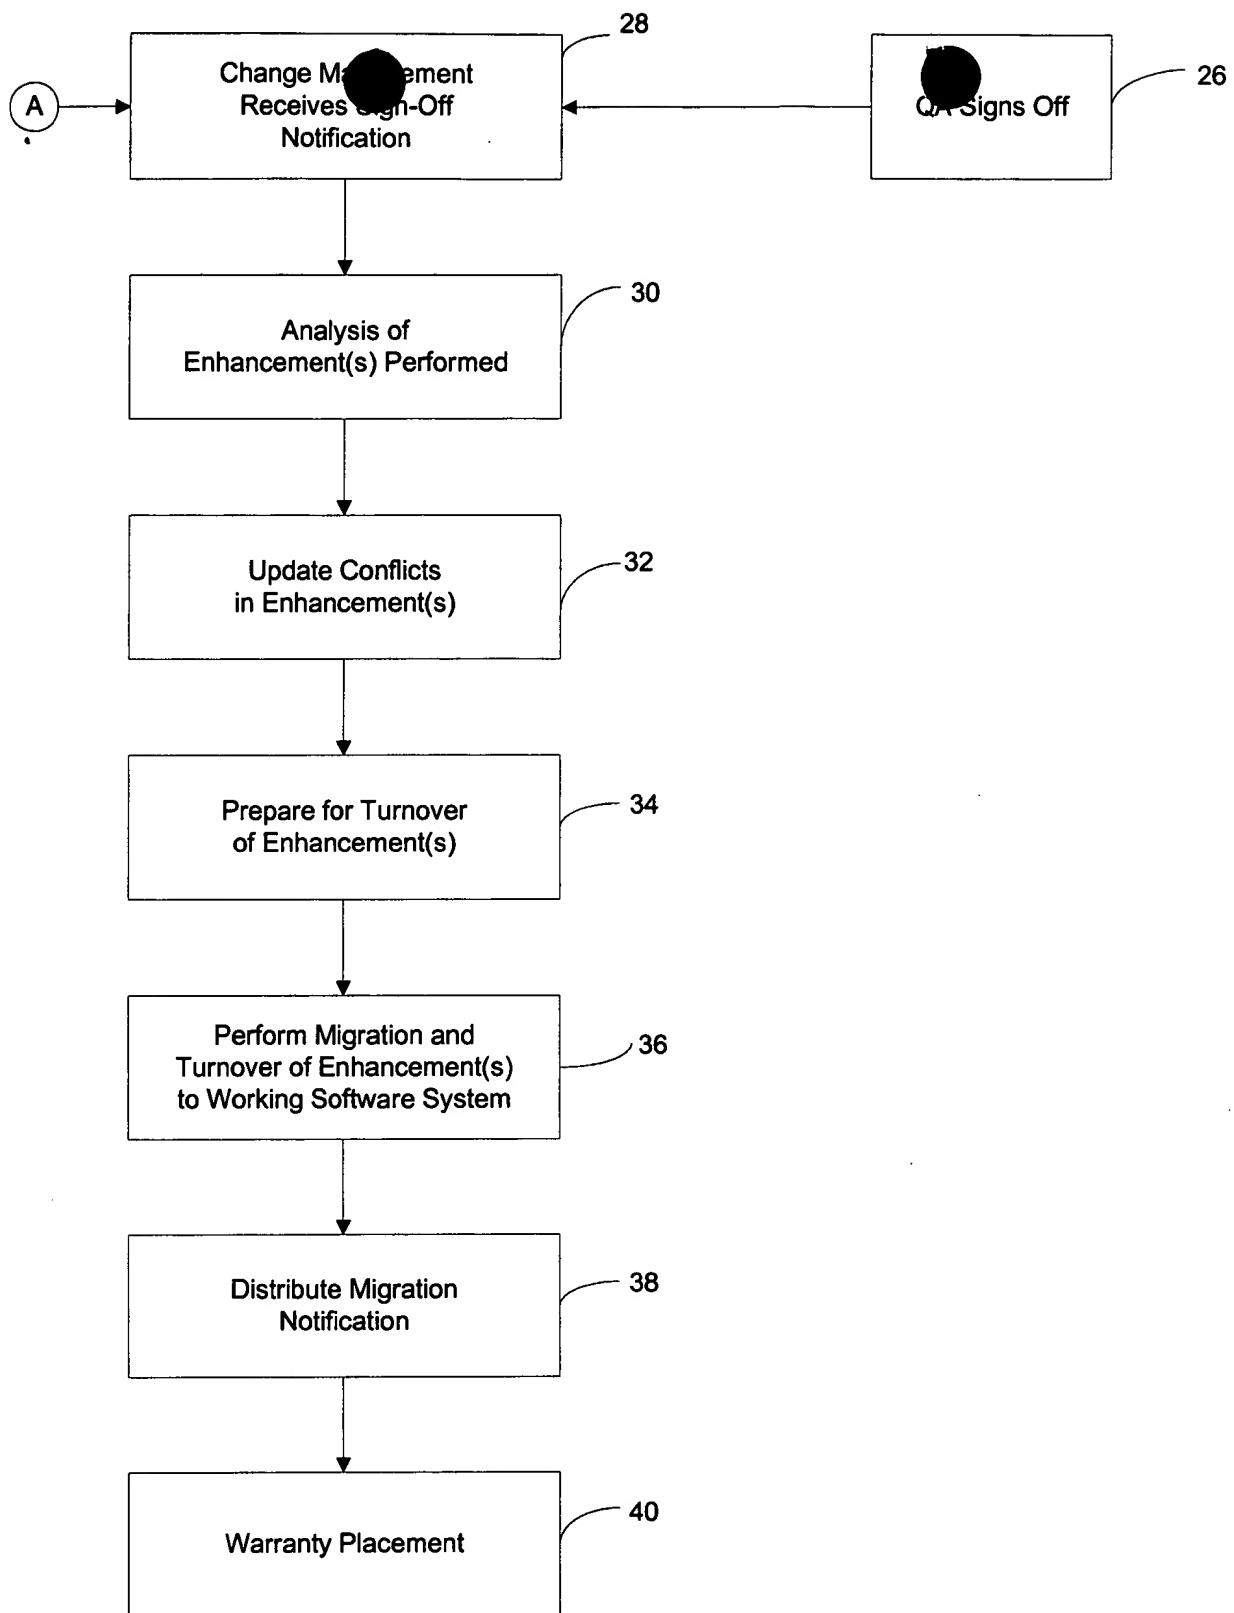 28
Change
Receives Sign-Off
Notification
A
26
QA Signs Off
30
Analysis of
Enhancement(s) Performed
32
Update Conflicts
in Enhancement(s)
34
Prepare for Turnover
of Enhancement(s)
36
Perform Migration and
Turnover of Enhancement(s)
to Working Software System
38
Distribute Migration
Notification
40
Warranty Placement